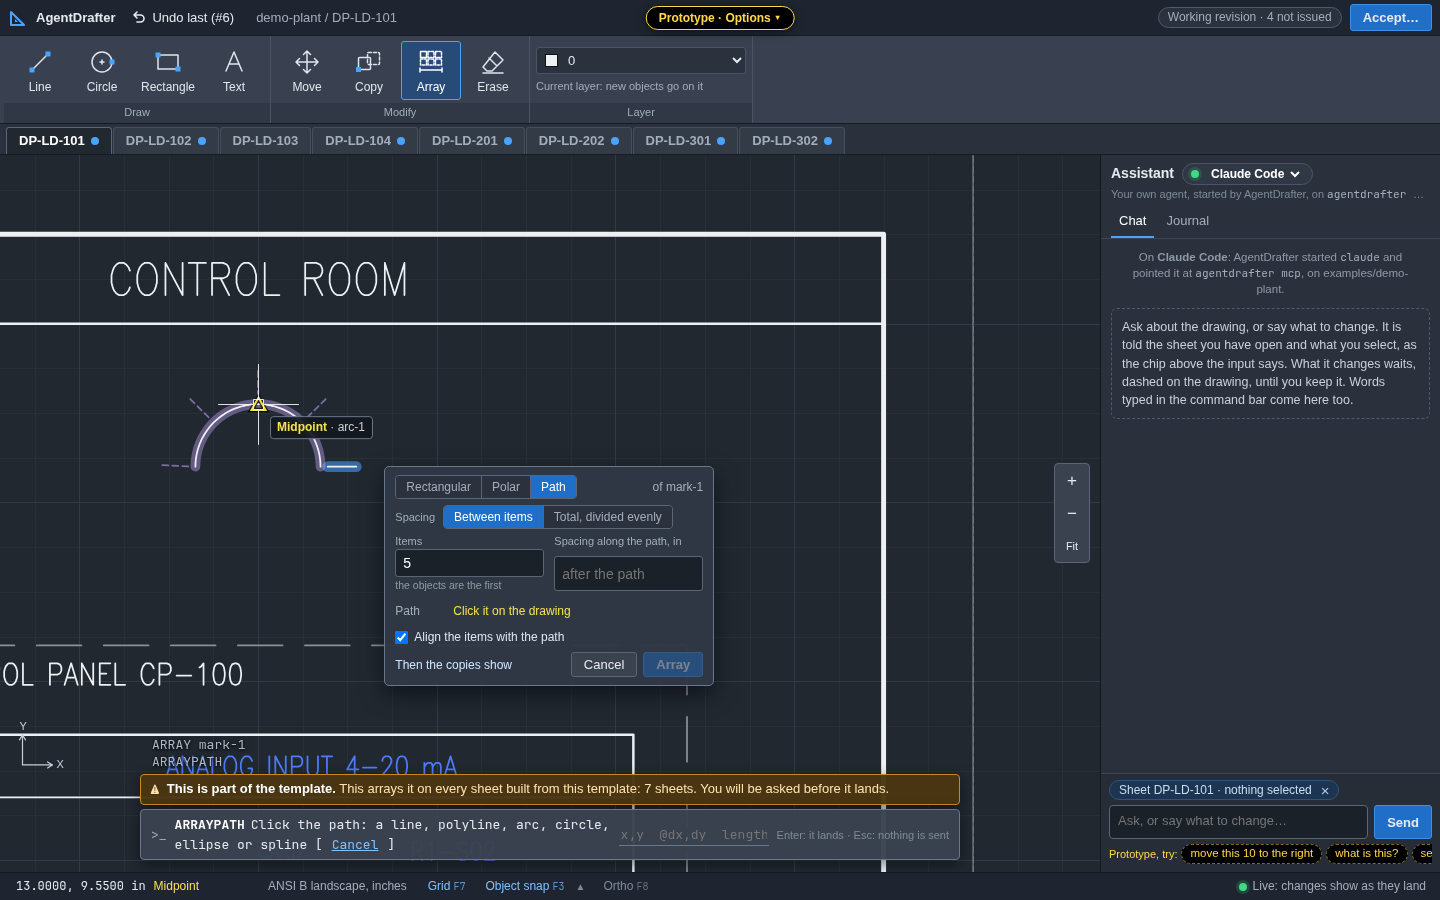 AgentDrafter
Undo last (#6)
demo-plant / DP-LD-101
Prototype · Options ▾
Working revision · 4 not issued
Accept…
Line
Circle
Rectangle
Text
Draw
Move
Copy
Array
Erase
Modify
0
Current layer: new objects go on it
Layer
DP-LD-101
DP-LD-102
DP-LD-103
DP-LD-104
DP-LD-201
DP-LD-202
DP-LD-301
DP-LD-302
CONTROL ROOM
Midpoint · arc-1
Rectangular
Polar
Path
of mark-1
Spacing
Between items
Total, divided evenly
Items
Spacing along the path, in
5
after the path
the objects are the first
Path
Click it on the drawing
Align the items with the path
Then the copies show
Cancel
Array
+
−
Fit
OL PANEL CP-100
Y
X
ARRAY mark-1
ARRAYPATH
ANALOG INPUT 4-20 mA
This is part of the template. This arrays it on every sheet built from this template: 7 sheets. You will be asked before it lands.
>_ ARRAYPATH Click the path: a line, polyline, arc, circle,
ellipse or spline [ Cancel ]
x,y @dx,dy length
Enter: it lands · Esc: nothing is sent
Assistant
Claude Code
Your own agent, started by AgentDrafter, on agentdrafter …
Chat
Journal
On Claude Code: AgentDrafter started claude and
pointed it at agentdrafter mcp, on examples/demo-
plant.
Ask about the drawing, or say what to change. It is
told the sheet you have open and what you select, as
the chip above the input says. What it changes waits,
dashed on the drawing, until you keep it. Words
typed in the command bar come here too.
Sheet DP-LD-101 · nothing selected ×
Ask, or say what to change…
Send
Prototype, try:
move this 10 to the right
what is this?
se
13.0000, 9.5500 in Midpoint
ANSI B landscape, inches
Grid F7
Object snap F3
▲
Ortho F8
Live: changes show as they land